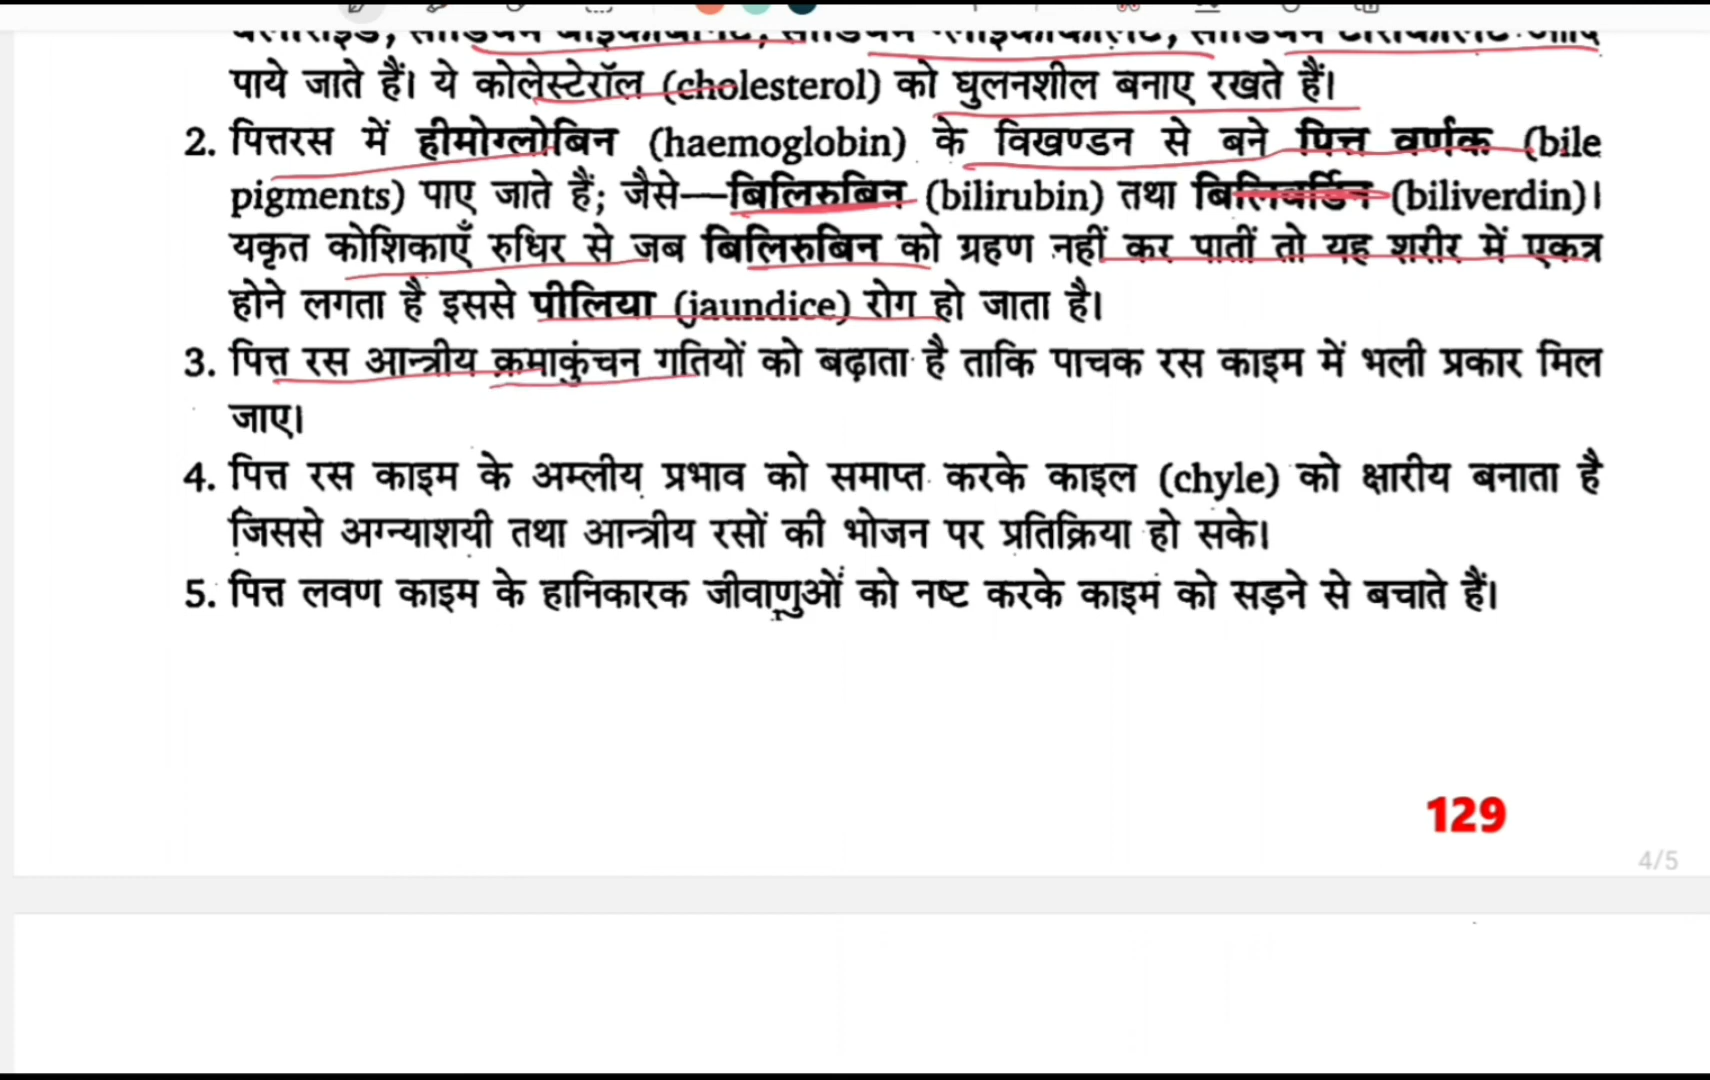 पाये जाते हैं। ये कोलेस्टेरॉल (cholesterol) को घुलनशील बनाए रखते हैं।
2. पित्तरस में हीमोग्लोबिन (haemoglobin) के विखण्डन से बने पित्त वर्णक (bile
pigments) पाए जाते हैं; जैसे—बिलिरुबिन (bilirubin) तथा बिलिवर्डिन (biliverdin)।
यकृत कोशिकाएँ रुधिर से जब बिलिरुबिन को ग्रहण नहीं कर पातीं तो यह शरीर में एकत्र
होने लगता है इससे पीलिया (jaundice) रोग हो जाता है।
3. पित्त रस आन्त्रीय क्रमाकुंचन गतियों को बढ़ाता है ताकि पाचक रस काइम में भली प्रकार मिल
जाए।
4. पित्त रस काइम के अम्लीय प्रभाव को समाप्त करके काइल (chyle) को क्षारीय बनाता है
जिससे अग्न्याशयी तथा आन्त्रीय रसों की भोजन पर प्रतिक्रिया हो सके।
5. पित्त लवण काइम के हानिकारक जीवाणुओं को नष्ट करके काइम को सड़ने से बचाते हैं।
129
4/5